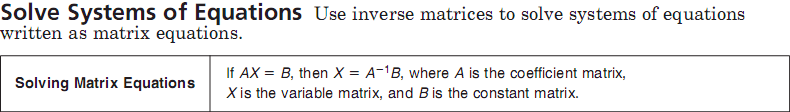 Solve Systems of Equations Use inverse matrices to solve systems of equations
written as matrix equations.
Solving Matrix Equations
If AX = B, then X = A⁻¹B, where A is the coefficient matrix,
X is the variable matrix, and B is the constant matrix.